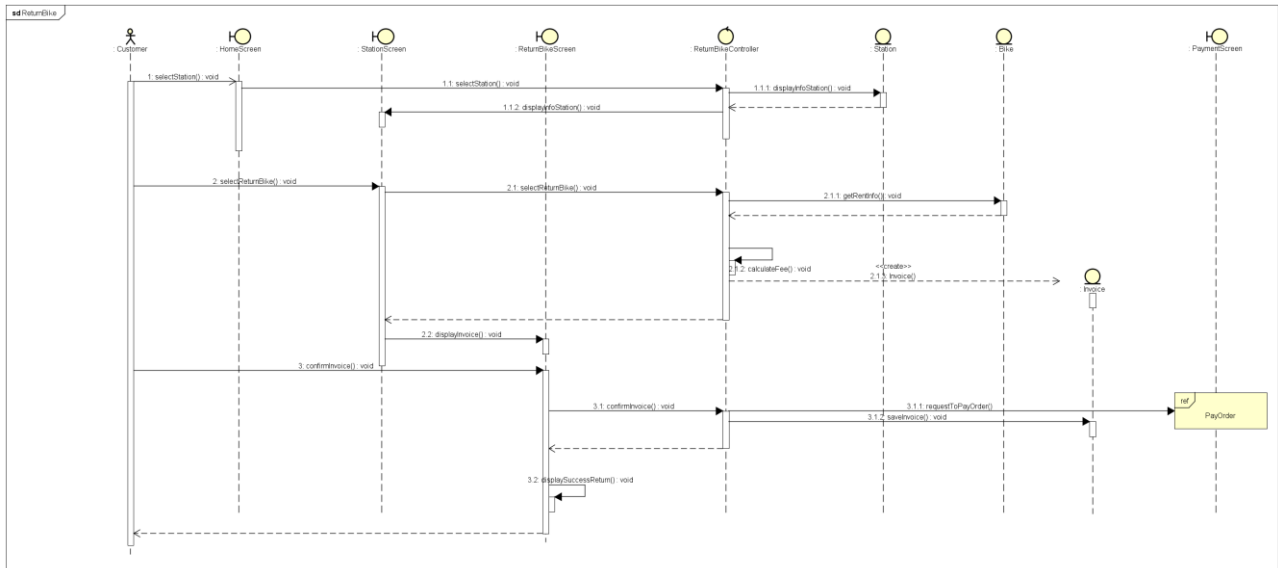 sd ReturnBike
: Customer
: HomeScreen
: StationScreen
: ReturnBikeScreen
: ReturnBikeController
: Station
: Bike
: PaymentScreen
1: selectStation() : void
1.1: selectStation() : void
1.1.1: displayInfoStation() : void
1.1.2: displayInfoStation() : void
2: selectReturnBike() : void
2.1: selectReturnBike() : void
2.1.1: getRentInfo() : void
2.1.2: calculateFee() : void
<<create>>
2.1.3: Invoice()
: Invoice
2.2: displayInvoice() : void
3: confirmInvoice() : void
3.1: confirmInvoice() : void
3.1.1: requestToPayOrder()
ref
PayOrder
3.1.2: saveInvoice() : void
3.2: displaySuccessReturn() : void